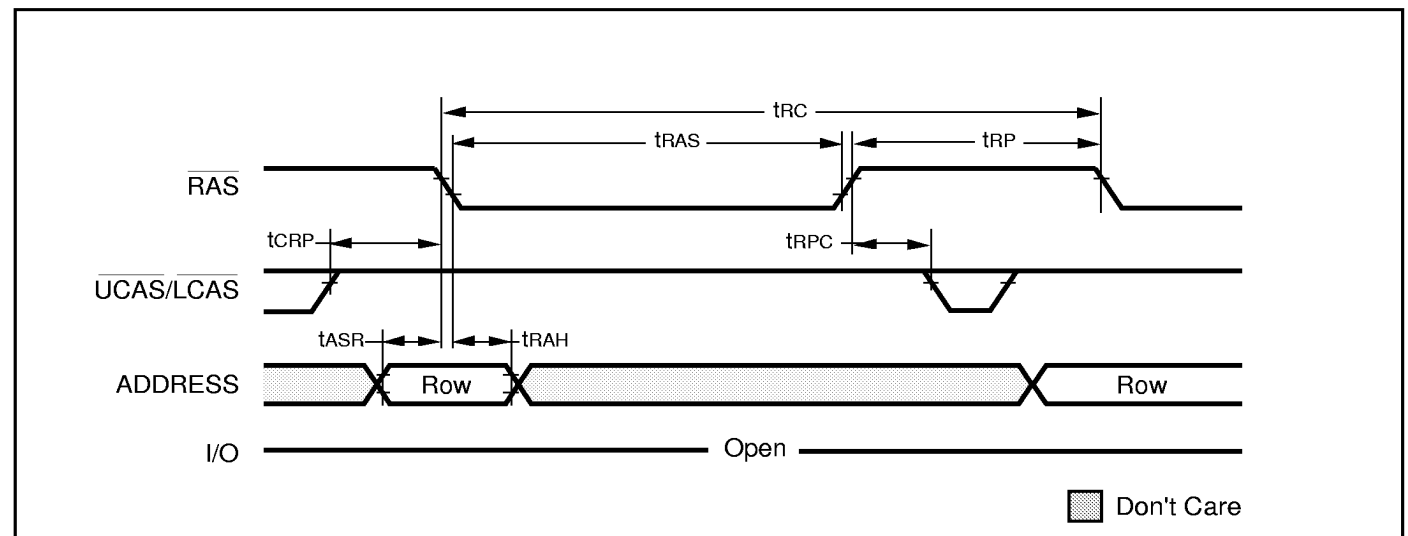 tRC
tRAS
tRP
RAS
tCRP
tRPC
UCAS/LCAS
tASR
tRAH
ADDRESS
Row
Row
I/O
Open
Don't Care